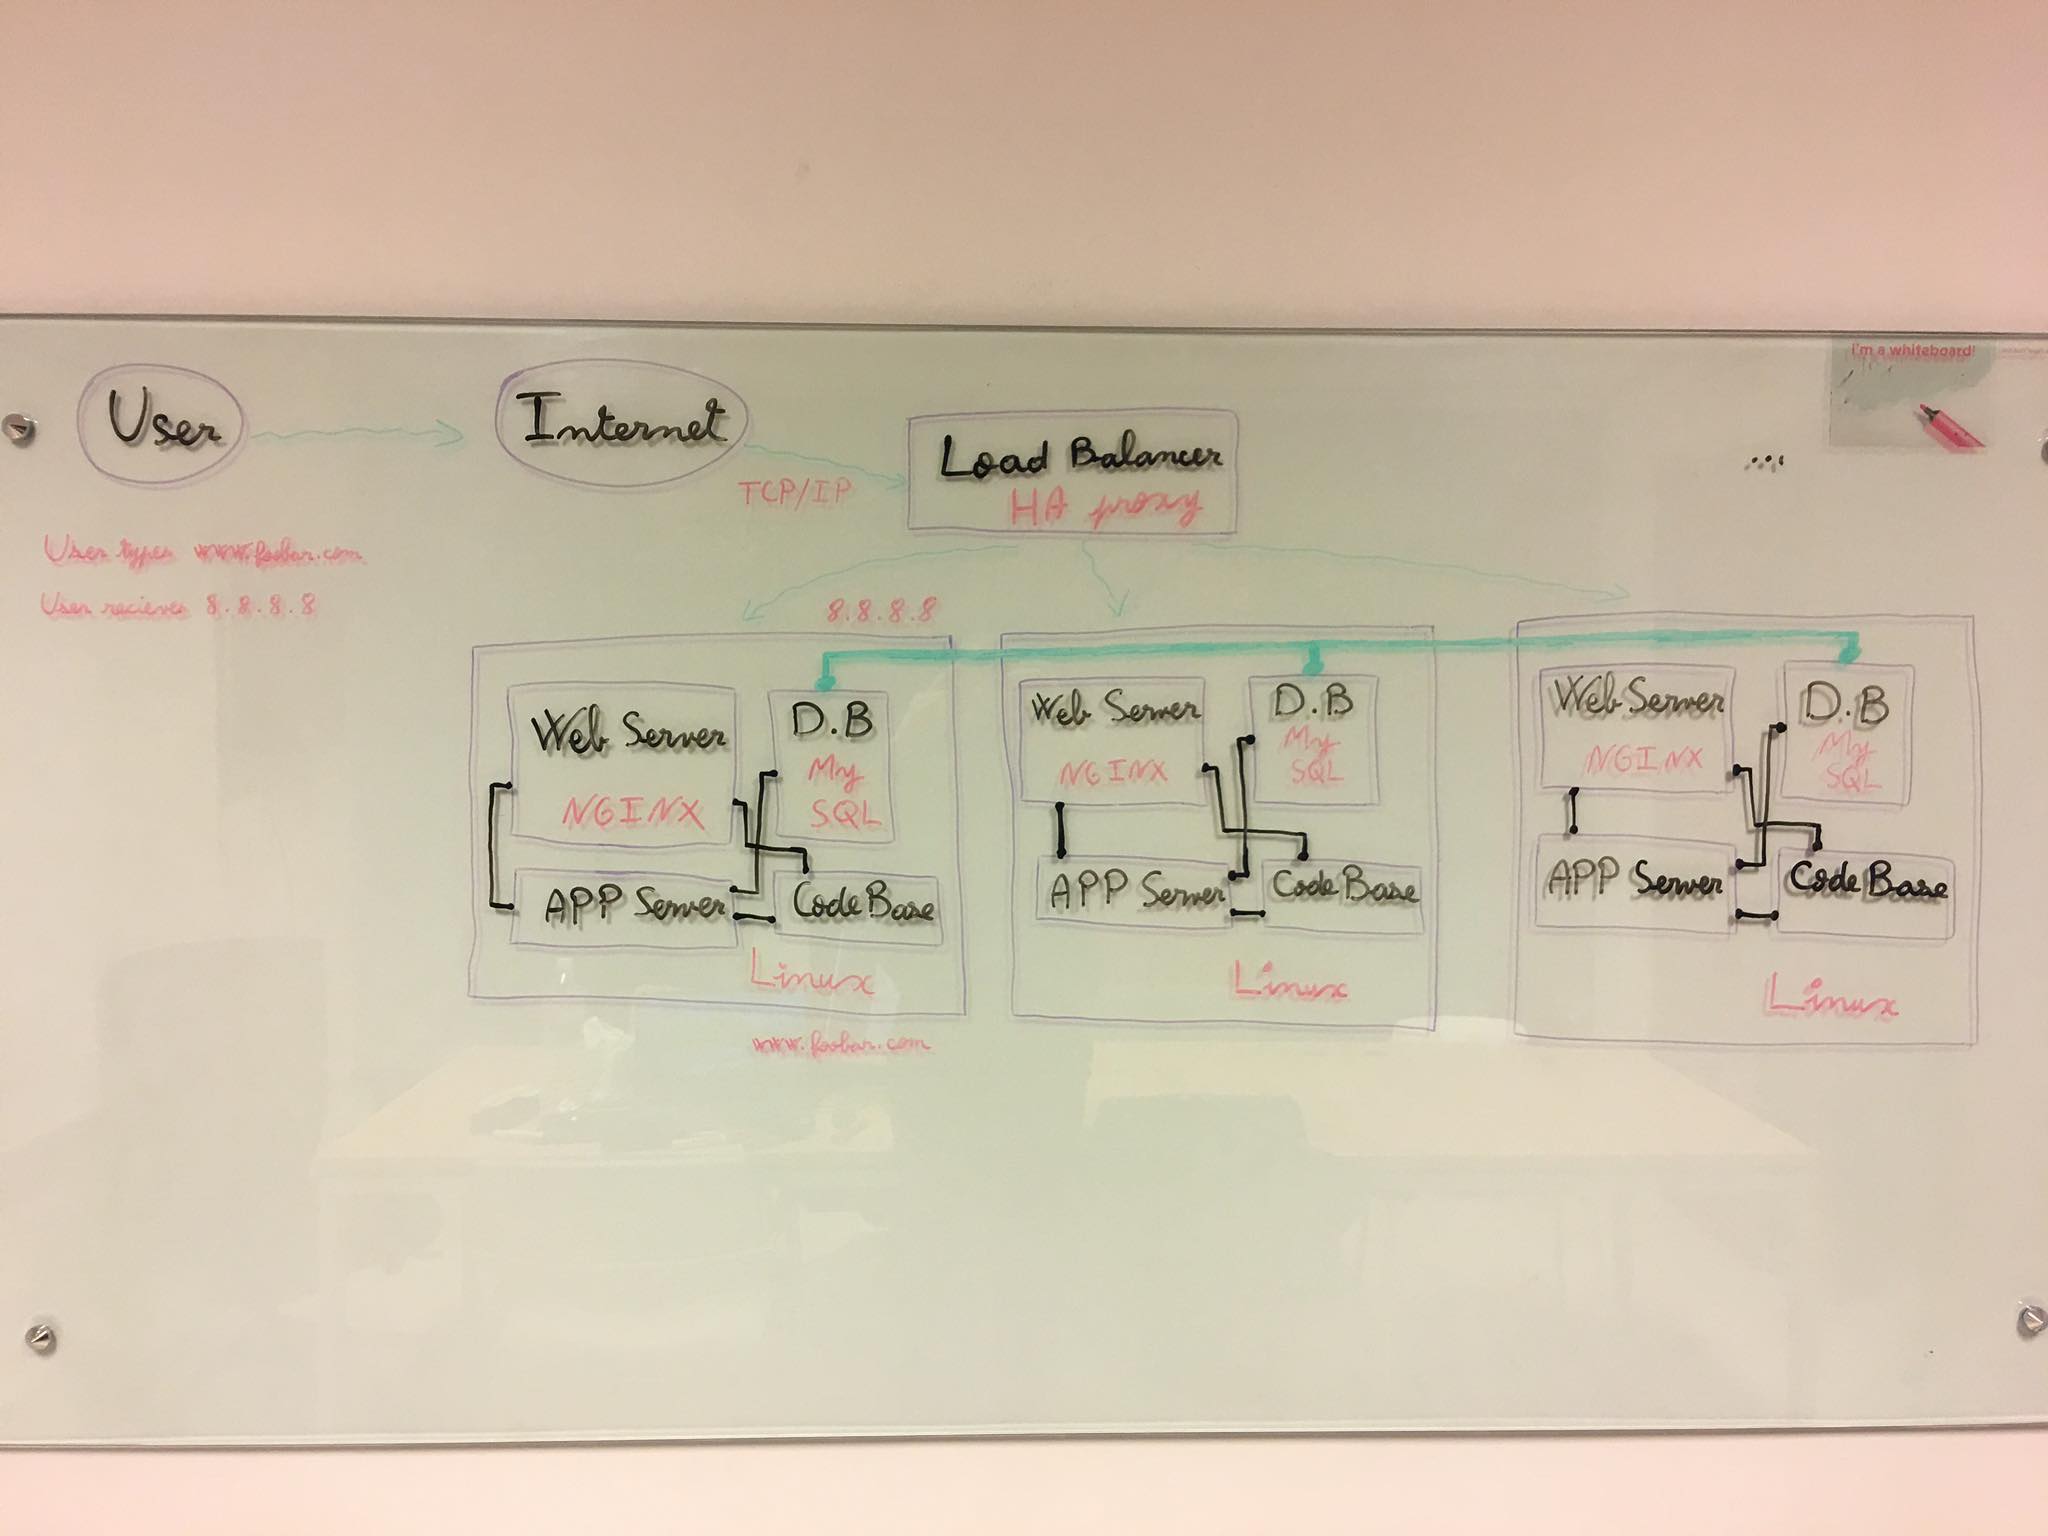 I'm a whiteboard!
User
Internet
Load Balancer
HA proxy
TCP/IP
User types www.foobar.com
User recieves 8.8.8.8
8.8.8.8
Web Server
NGINX
D.B
My
SQL
APP Server
Code Base
Linux
www.foobar.com
Web Server
NGINX
D.B
My
SQL
APP Server
Code Base
Linux
Web Server
NGINX
D.B
My
SQL
APP Server
Code Base
Linux